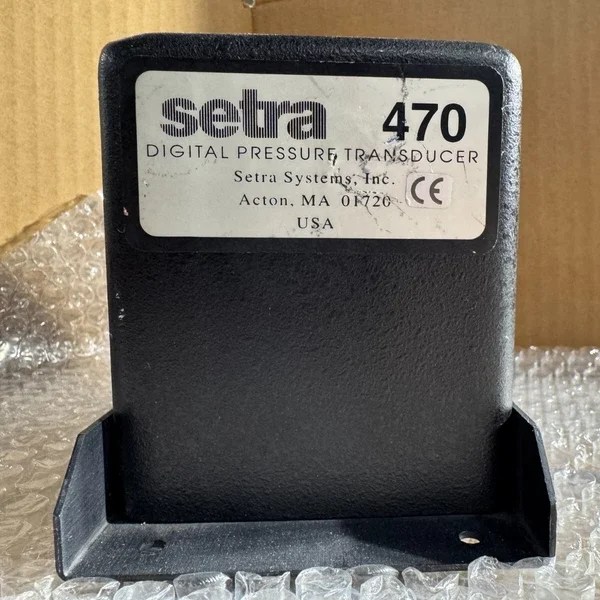 setra 470
DIGITAL PRESSURE TRANSDUCER
Setra Systems, Inc.
Acton, MA 01720
USA
CE